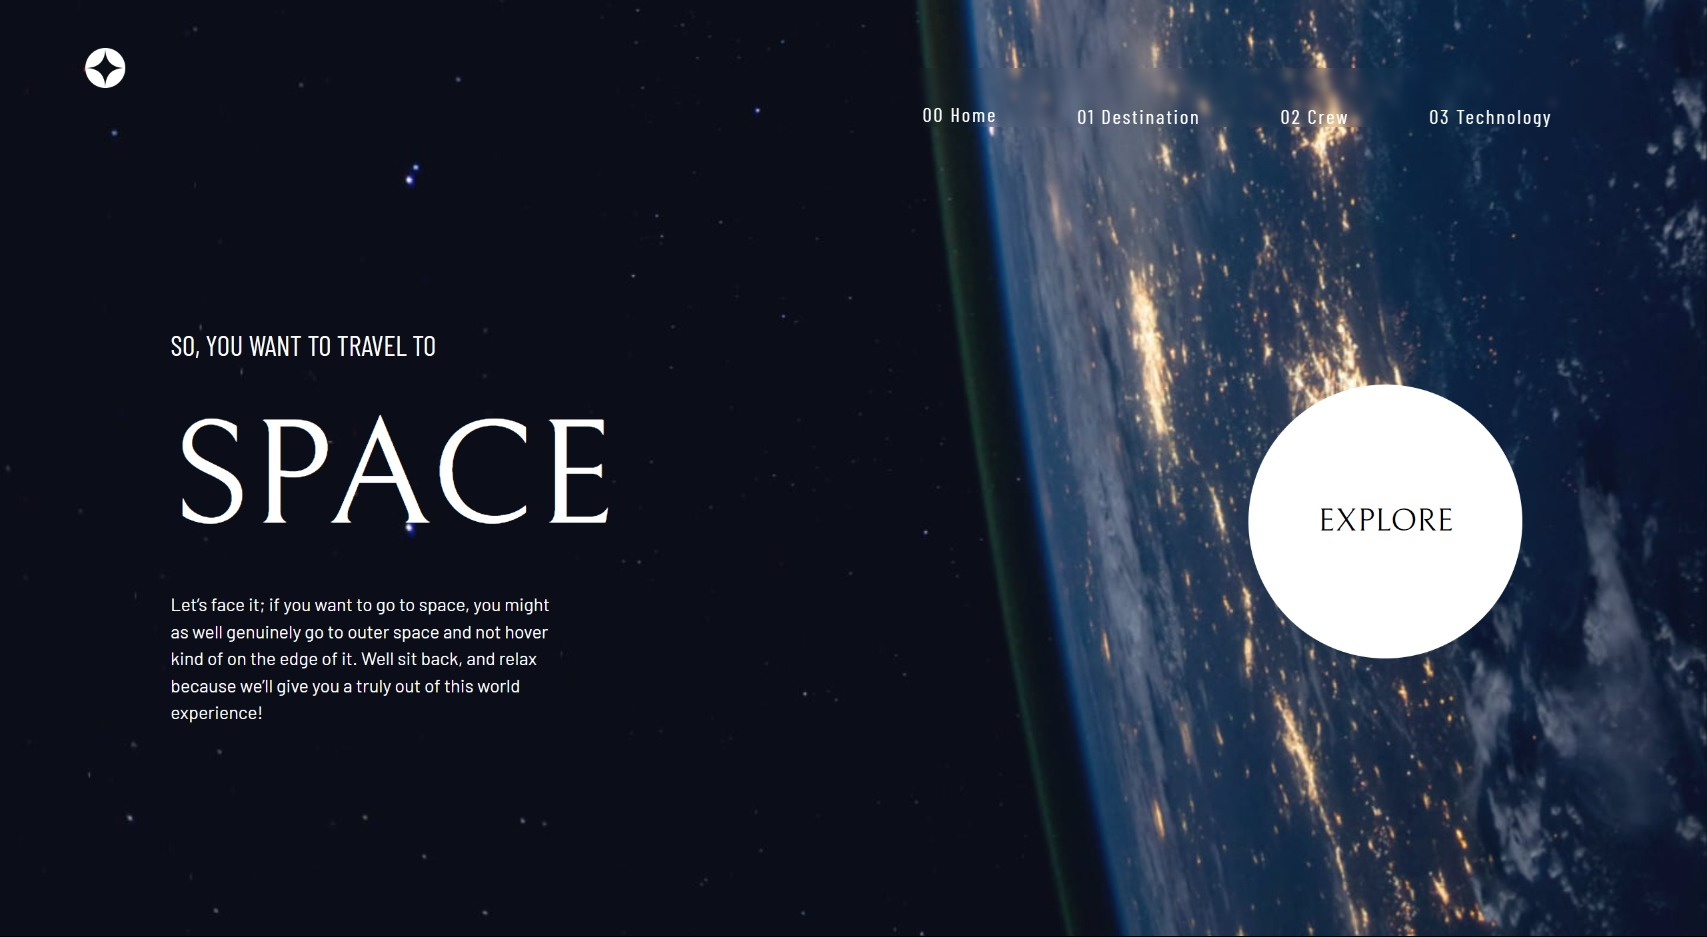 00 Home 01 Destination 02 Crew 03 Technology
SO, YOU WANT TO TRAVEL TO
SPACE
Let’s face it; if you want to go to space, you might
as well genuinely go to outer space and not hover
kind of on the edge of it. Well sit back, and relax
because we’ll give you a truly out of this world
experience!
EXPLORE